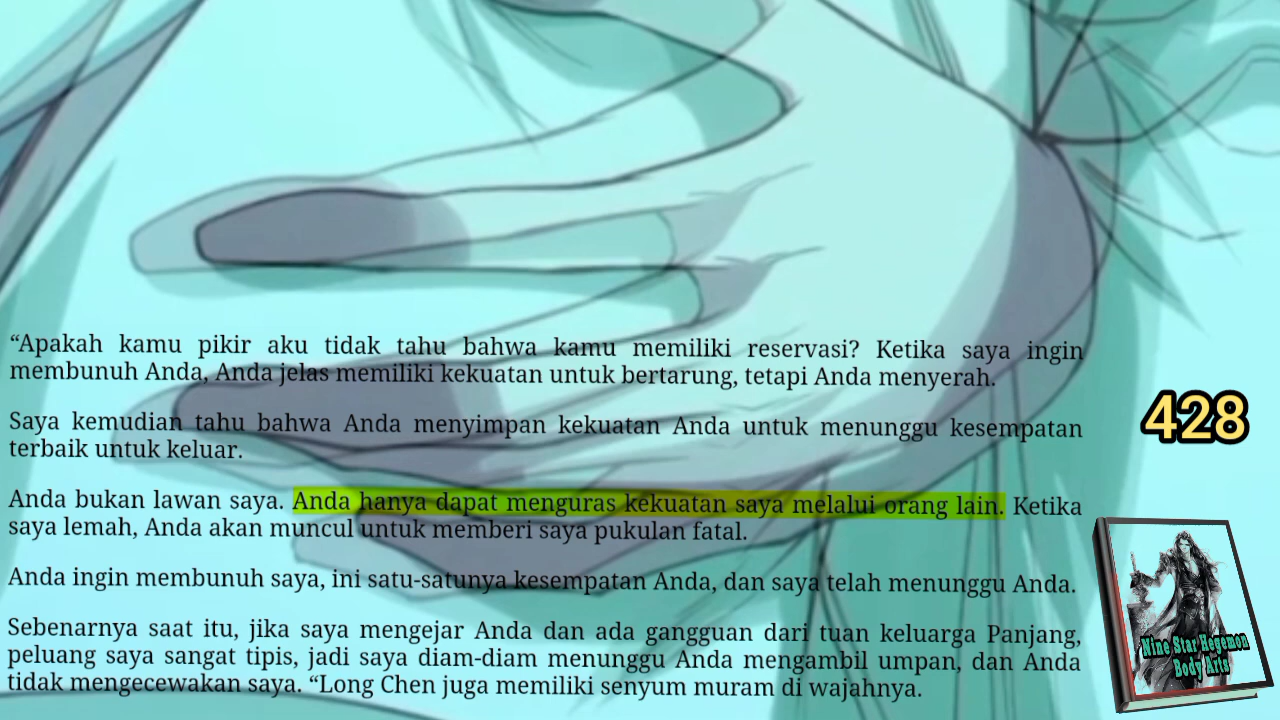 “Apakah kamu pikir aku tidak tahu bahwa kamu memiliki reservasi? Ketika saya ingin
membunuh Anda, Anda jelas memiliki kekuatan untuk bertarung, tetapi Anda menyerah.
Saya kemudian tahu bahwa Anda menyimpan kekuatan Anda untuk menunggu kesempatan
terbaik untuk keluar.
Anda bukan lawan saya. Anda hanya dapat menguras kekuatan saya melalui orang lain. Ketika
saya lemah, Anda akan muncul untuk memberi saya pukulan fatal.
Anda ingin membunuh saya, ini satu-satunya kesempatan Anda, dan saya telah menunggu Anda.
Sebenarnya saat itu, jika saya mengejar Anda dan ada gangguan dari tuan keluarga Panjang,
peluang saya sangat tipis, jadi saya diam-diam menunggu Anda mengambil umpan, dan Anda
tidak mengecewakan saya. “Long Chen juga memiliki senyum muram di wajahnya.
428
Nine Star Hegemon
Body Arts